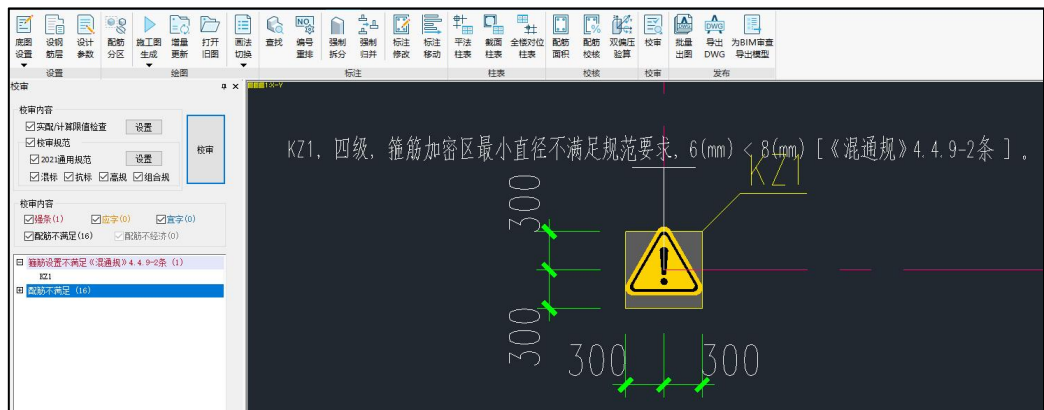 底图 设钢 设计 配筋 施工图 增量 打开 画法 查找 编号 强制 强制 标注 标注 平法 截面 全楼对位 配筋 配筋 双偏压 校审 批量 导出 为BIM审查
设置 筋层 参数 分区 生成 更新 旧图 切换 重排 拆分 归并 修改 移动 柱表 柱表 柱表 面积 校核 验算 出图 DWG 导出模型
设置 绘图 标注 柱表 校核 校审 发布
校审
校审内容
实配/计算限值检查 设置
校审规范
2021通用规范 设置
混标 抗标 高规 组合规
校审
校审内容
强条(1) 应字(0) 宜字(0)
配筋不满足(16) 配筋不经济(0)
箍筋设置不满足《混通规》4.4.9-2条 (1)
KZ1
配筋不满足 (16)
KZ1, 四级, 箍筋加密区最小直径不满足规范要求, 6(mm) < 8(mm) [《混通规》4.4.9-2条 ] 。
KZ1
300
300
300 300